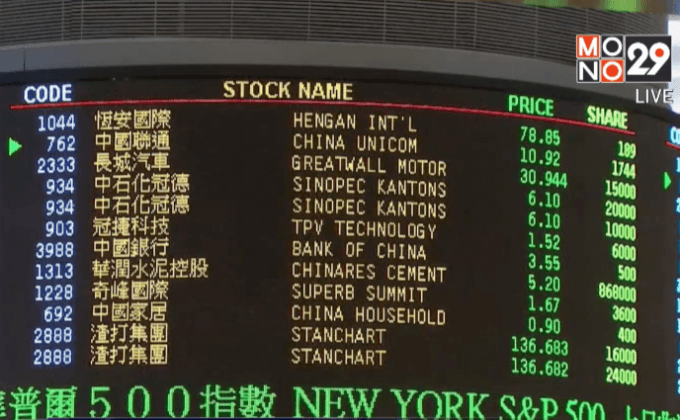 MONO 29
LIVE
CODE STOCK NAME PRICE SHARE
1044 恆安國際 HENGAN INT'L 78.85 189
762 中國聯通 CHINA UNICOM 10.92 1744
2333 長城汽車 GREATWALL MOTOR 30.944 15000
934 中石化冠德 SINOPEC KANTONS 6.10 20000
934 中石化冠德 SINOPEC KANTONS 6.10 10000
903 冠捷科技 TPV TECHNOLOGY 1.52 6000
3988 中國銀行 BANK OF CHINA 3.55 500
1313 華潤水泥控股 CHINARES CEMENT 5.20 868000
1228 奇峰國際 SUPERB SUMMIT 1.67 3600
692 中國家居 CHINA HOUSEHOLD 0.90 400
2888 渣打集團 STANCHART 136.683 16000
2888 渣打集團 STANCHART 136.682 24000
普爾500指數 NEW YORK S&P 500